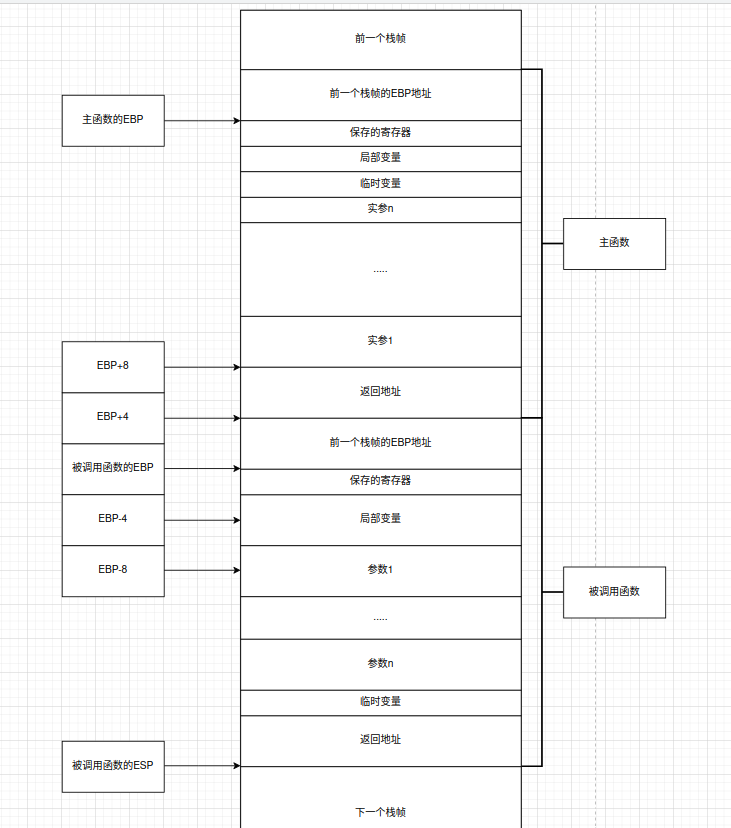 前一个栈帧
前一个栈帧的EBP地址
主函数的EBP
保存的寄存器
局部变量
临时变量
实参n
主函数
.....
实参1
EBP+8
返回地址
EBP+4
前一个栈帧的EBP地址
被调用函数的EBP
保存的寄存器
EBP-4
局部变量
EBP-8
参数1
被调用函数
.....
参数n
临时变量
返回地址
被调用函数的ESP
下一个栈帧